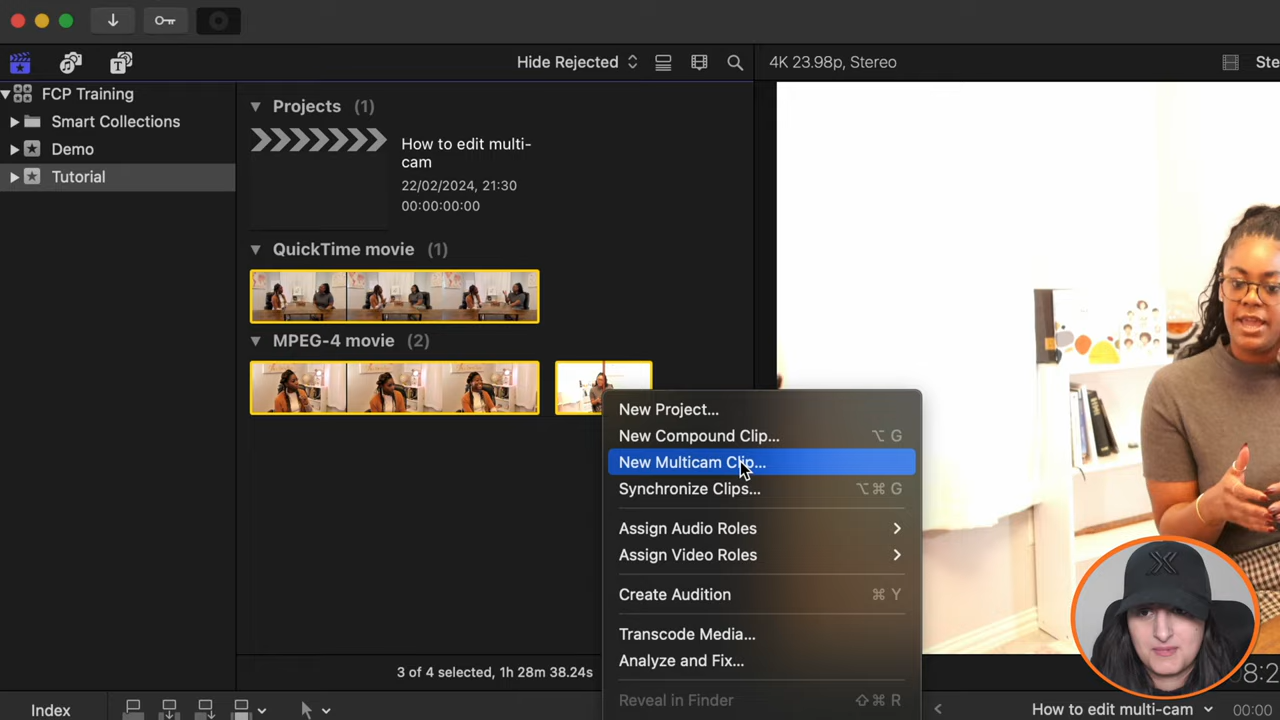 Hide Rejected
4K 23.98p, Stereo
Ste
FCP Training
Smart Collections
Demo
Tutorial
Projects (1)
How to edit multi-
cam
22/02/2024, 21:30
00:00:00:00
QuickTime movie (1)
MPEG-4 movie (2)
New Project...
New Compound Clip... ⌥ G
New Multicam Clip...
Synchronize Clips... ⌥⌘ G
Assign Audio Roles
Assign Video Roles
Create Audition ⌘ Y
Transcode Media...
Analyze and Fix...
Reveal in Finder ⇧⌘ R
3 of 4 selected, 1h 28m 38.24s
8:2
Index
How to edit multi-cam
00:00